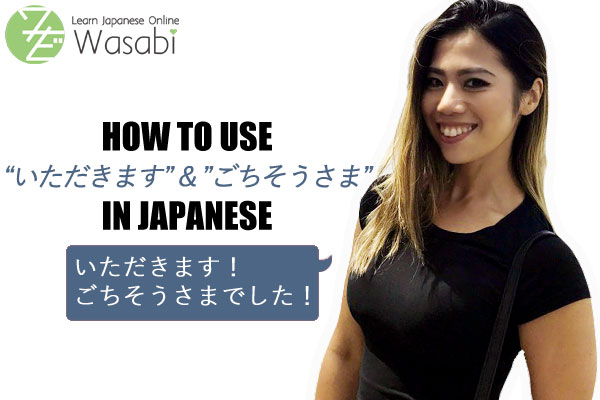 Learn Japanese Online
Wasabi
HOW TO USE
“いただきます” & ”ごちそうさま”
IN JAPANESE
いただきます！
ごちそうさまでした！